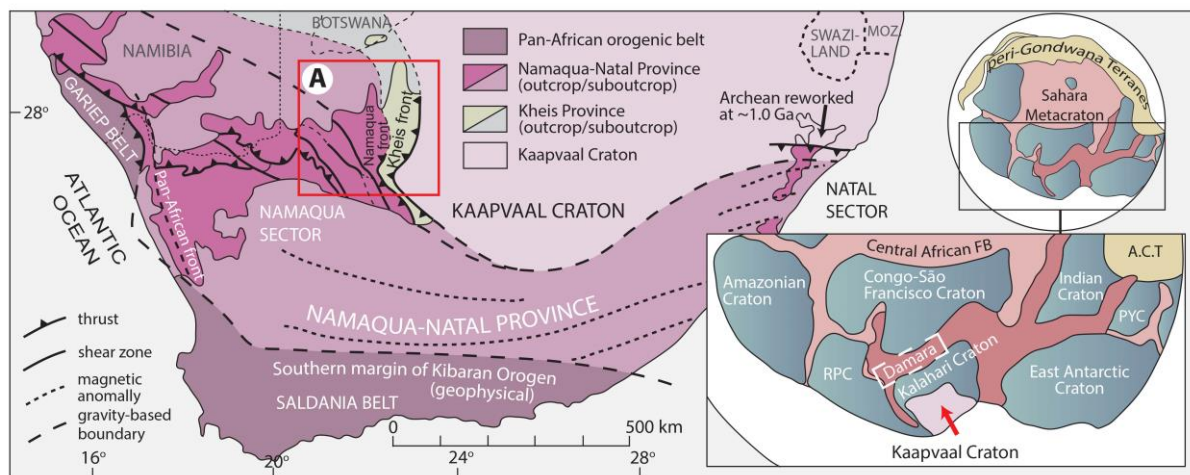 BOTSWANA
NAMIBIA
A
28°
GARIEP BELT
Pan-African front
ATLANTIC
OCEAN
Namaqua
front
Kheis front
NAMAQUA
SECTOR
KAAPVAAL CRATON
Pan-African orogenic belt
Namaqua-Natal Province
(outcrop/suboutcrop)
Kheis Province
(outcrop/suboutcrop)
Kaapvaal Craton
SWAZI-
LAND
MOZ.
Archean reworked
at ~1.0 Ga
NATAL
SECTOR
NAMAQUA-NATAL PROVINCE
Southern margin of Kibaran Orogen
(geophysical)
SALDANIA BELT
thrust
shear zone
magnetic
anomally
gravity-based
boundary
0 500 km
16° 20° 24° 28°
peri-Gondwana Terranes
Sahara
Metacraton
Central African FB
A.C.T
Amazonian
Craton
Congo-São
Francisco Craton
Indian
Craton
PYC
RPC
Damara
Kalahari Craton
East Antarctic
Craton
Kaapvaal Craton